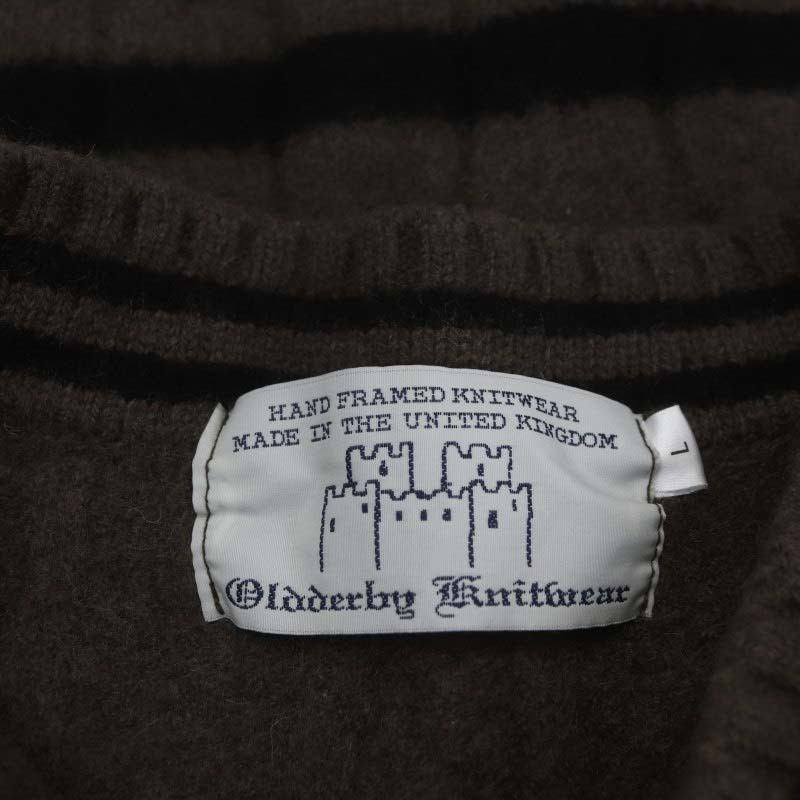 HAND FRAMED KNITWEAR
MADE IN THE UNITED KINGDOM
L
Oldderby Knitwear